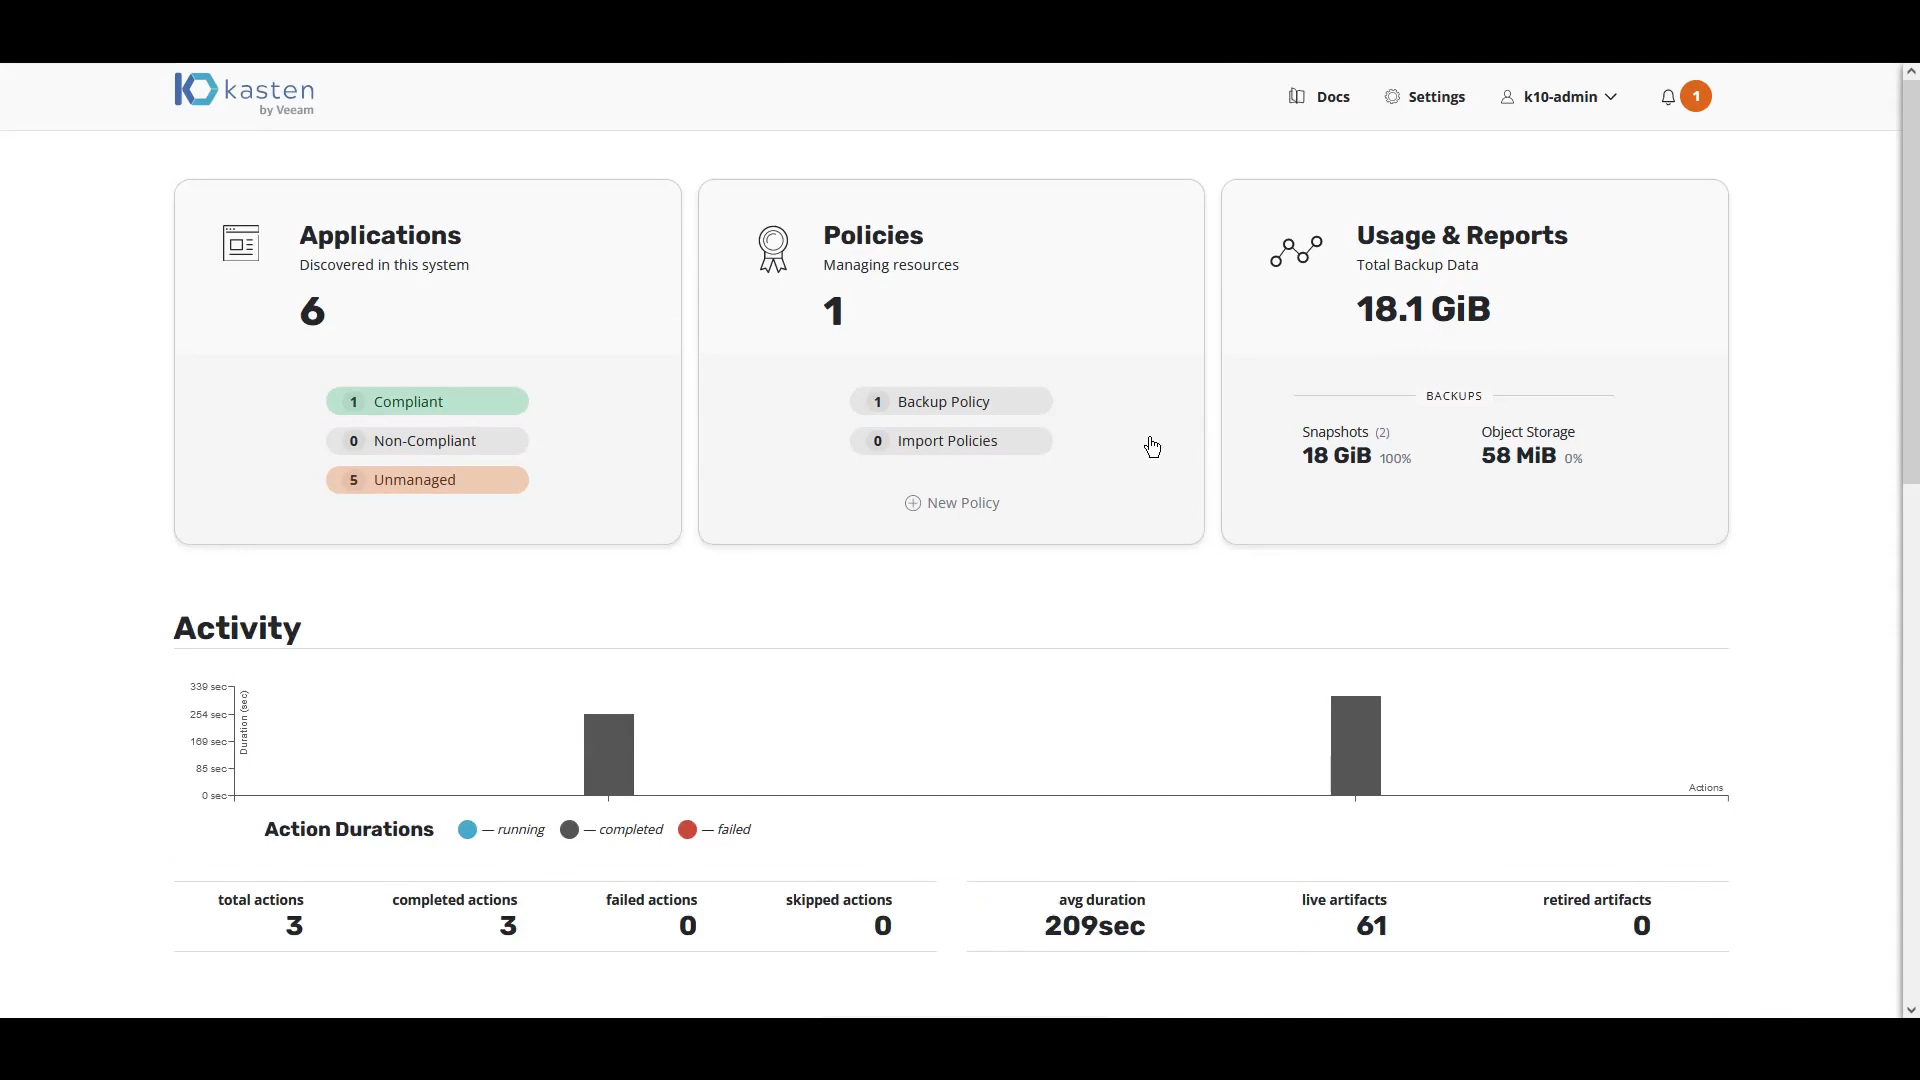 kasten
by Veeam
Docs
Settings
k10-admin
1
Applications
Discovered in this system
6
1 Compliant
0 Non-Compliant
5 Unmanaged
Policies
Managing resources
1
1 Backup Policy
0 Import Policies
New Policy
Usage & Reports
Total Backup Data
18.1 GiB
BACKUPS
Snapshots (2)
18 GiB 100%
Object Storage
58 MiB 0%
Activity
339 sec
254 sec
169 sec
85 sec
0 sec
Duration (sec)
Actions
Action Durations
— running
— completed
— failed
total actions
3
completed actions
3
failed actions
0
skipped actions
0
avg duration
209sec
live artifacts
61
retired artifacts
0